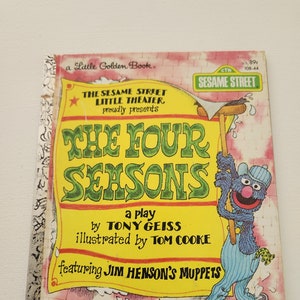 a Little Golden Book®
SESAME STREET
THE SESAME STREET
LITTLE THEATER,
proudly presents
THE FOUR
SEASONS
a play
by TONY GEISS
illustrated by TOM COOKE
featuring JIM HENSON'S MUPPETS